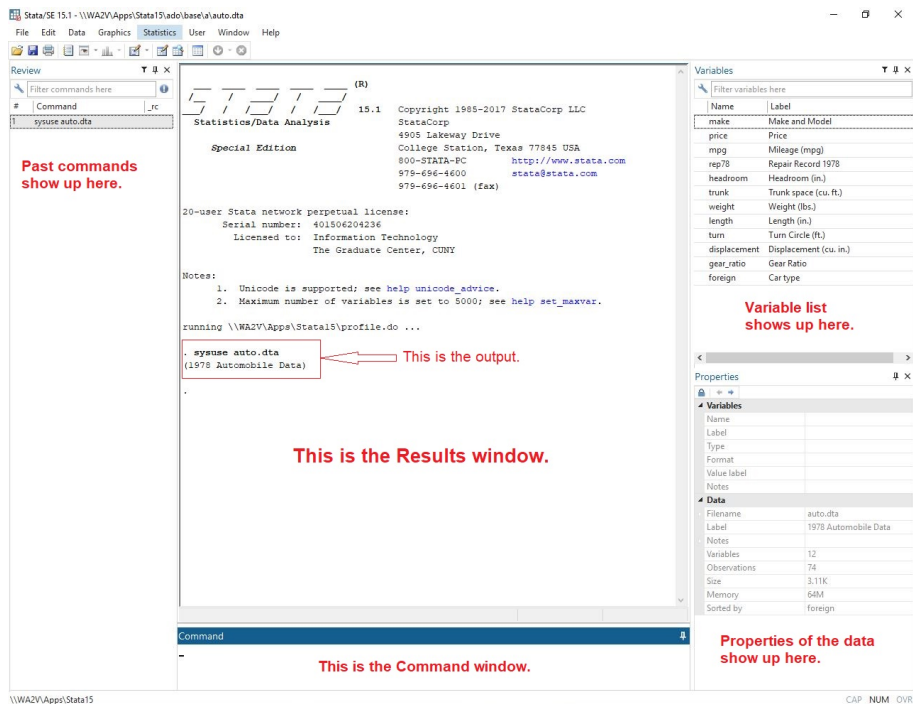 Stata/SE 15.1 - \\WA2V\Apps\Stata15\ado\base\a\auto.dta
File Edit Data Graphics Statistics User Window Help
Review
Filter commands here
# Command _rc
1 sysuse auto.dta
Past commands
show up here.
(R)
15.1 Copyright 1985-2017 StataCorp LLC
Statistics/Data Analysis StataCorp
4905 Lakeway Drive
Special Edition College Station, Texas 77845 USA
800-STATA-PC http://www.stata.com
979-696-4600 stata@stata.com
979-696-4601 (fax)
20-user Stata network perpetual license:
Serial number: 401506204236
Licensed to: Information Technology
The Graduate Center, CUNY
Notes:
1. Unicode is supported; see help unicode_advice.
2. Maximum number of variables is set to 5000; see help set_maxvar.
running \\WA2V\Apps\Stata15\profile.do ...
. sysuse auto.dta
(1978 Automobile Data)
This is the output.
.
This is the Results window.
Command
This is the Command window.
Variables
Filter variables here
Name Label
make Make and Model
price Price
mpg Mileage (mpg)
rep78 Repair Record 1978
headroom Headroom (in.)
trunk Trunk space (cu. ft.)
weight Weight (lbs.)
length Length (in.)
turn Turn Circle (ft.)
displacement Displacement (cu. in.)
gear_ratio Gear Ratio
foreign Car type
Variable list
shows up here.
Properties
Variables
Name
Label
Type
Format
Value label
Notes
Data
Filename auto.dta
Label 1978 Automobile Data
Notes
Variables 12
Observations 74
Size 3.11K
Memory 64M
Sorted by foreign
Properties of the data
show up here.
\\WA2V\Apps\Stata15
CAP NUM OVR